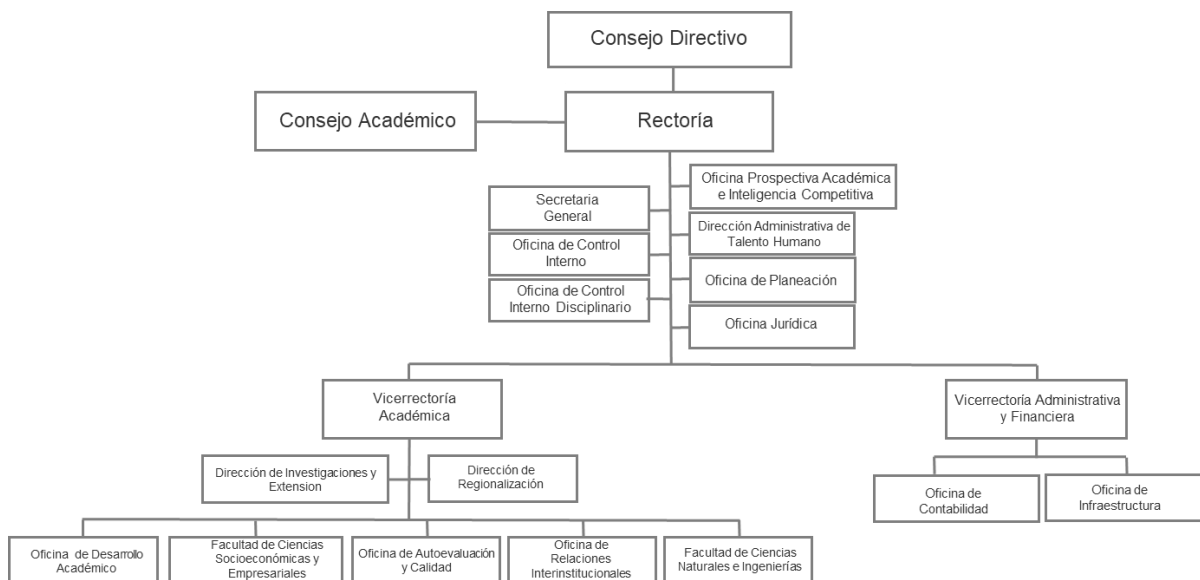 Consejo Directivo
Consejo Académico
Rectoría
Oficina Prospectiva Académica
e Inteligencia Competitiva
Secretaria
General
Dirección Administrativa de
Talento Humano
Oficina de Control
Interno
Oficina de Planeación
Oficina de Control
Interno Disciplinario
Oficina Jurídica
Vicerrectoría
Académica
Vicerrectoría Administrativa
y Financiera
Dirección de Investigaciones y
Extension
Dirección de
Regionalización
Oficina de
Contabilidad
Oficina de
Infraestructura
Oficina de Desarrollo
Académico
Facultad de Ciencias
Socioeconómicas y
Empresariales
Oficina de Autoevaluación
y Calidad
Oficina de
Relaciones
Interinstitucionales
Facultad de Ciencias
Naturales e Ingenierías